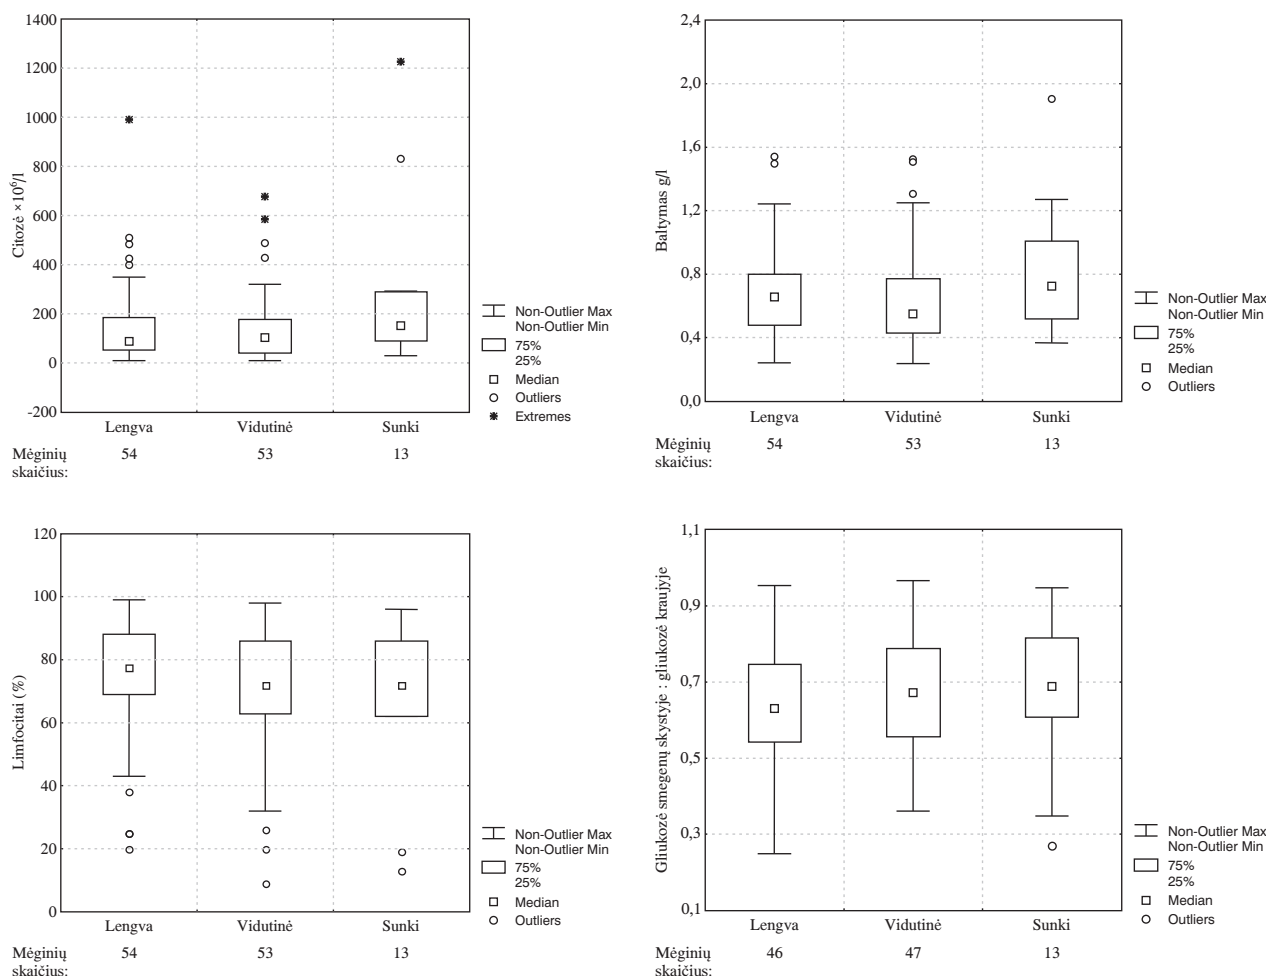 1400
1200
1000
800
600
400
200
0
-200
Citozė ×10⁶/l
Lengva Vidutinė Sunki
Mėginių skaičius: 54 53 13
Non-Outlier Max
Non-Outlier Min
75%
25%
Median
Outliers
Extremes
2,4
2,0
1,6
1,2
0,8
0,4
0,0
Baltymas g/l
Lengva Vidutinė Sunki
Mėginių skaičius: 54 53 13
Non-Outlier Max
Non-Outlier Min
75%
25%
Median
Outliers
120
100
80
60
40
20
0
Limfocitai (%)
Lengva Vidutinė Sunki
Mėginių skaičius: 54 53 13
Non-Outlier Max
Non-Outlier Min
75%
25%
Median
Outliers
1,1
0,9
0,7
0,5
0,3
0,1
Gliukozė smegenų skystyje : gliukozė kraujyje
Lengva Vidutinė Sunki
Mėginių skaičius: 46 47 13
Non-Outlier Max
Non-Outlier Min
75%
25%
Median
Outliers